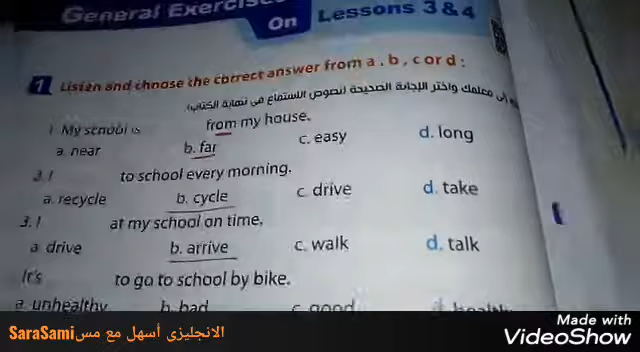 General Exercises
On Lessons 3 & 4
1 Listen and choose the correct answer from a , b , c or d :
إلى معلمك واختر الإجابة الصحيحة (نصوص الاستماع في نهاية الكتاب)
1. My school is from my house.
a. near b. far c. easy d. long
2. I to school every morning.
a. recycle b. cycle c. drive d. take
3. I at my school on time.
a. drive b. arrive c. walk d. talk
It's to go to school by bike.
a. unhealthy b. bad c. good d. healthy
الانجليزى أسهل مع مس SaraSami
Made with
VideoShow